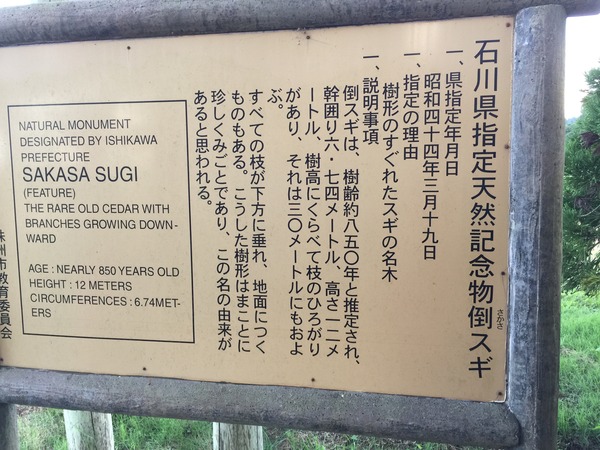 石川県指定天然記念物倒スギ
さかさ
一、県指定年月日
昭和四十四年三月十九日
一、指定の理由
樹形のすぐれたスギの名木
一、説明事項
倒スギは、樹齢約八五〇年と推定され、
幹囲り六・七四メートル、高さ一二メ
ートル、樹高にくらべて枝のひろがり
があり、それは三〇メートルにもおよ
ぶ。
すべての枝が下方に垂れ、地面につく
ものもある。こうした樹形はまことに
珍しくみごとであり、この名の由来が
あると思われる。
NATURAL MONUMENT
DESIGNATED BY ISHIKAWA
PREFECTURE
SAKASA SUGI
(FEATURE)
THE RARE OLD CEDAR WITH
BRANCHES GROWING DOWN-
WARD
AGE : NEARLY 850 YEARS OLD
HEIGHT : 12 METERS
CIRCUMFERENCES : 6.74MET-
ERS
珠洲市教育委員会